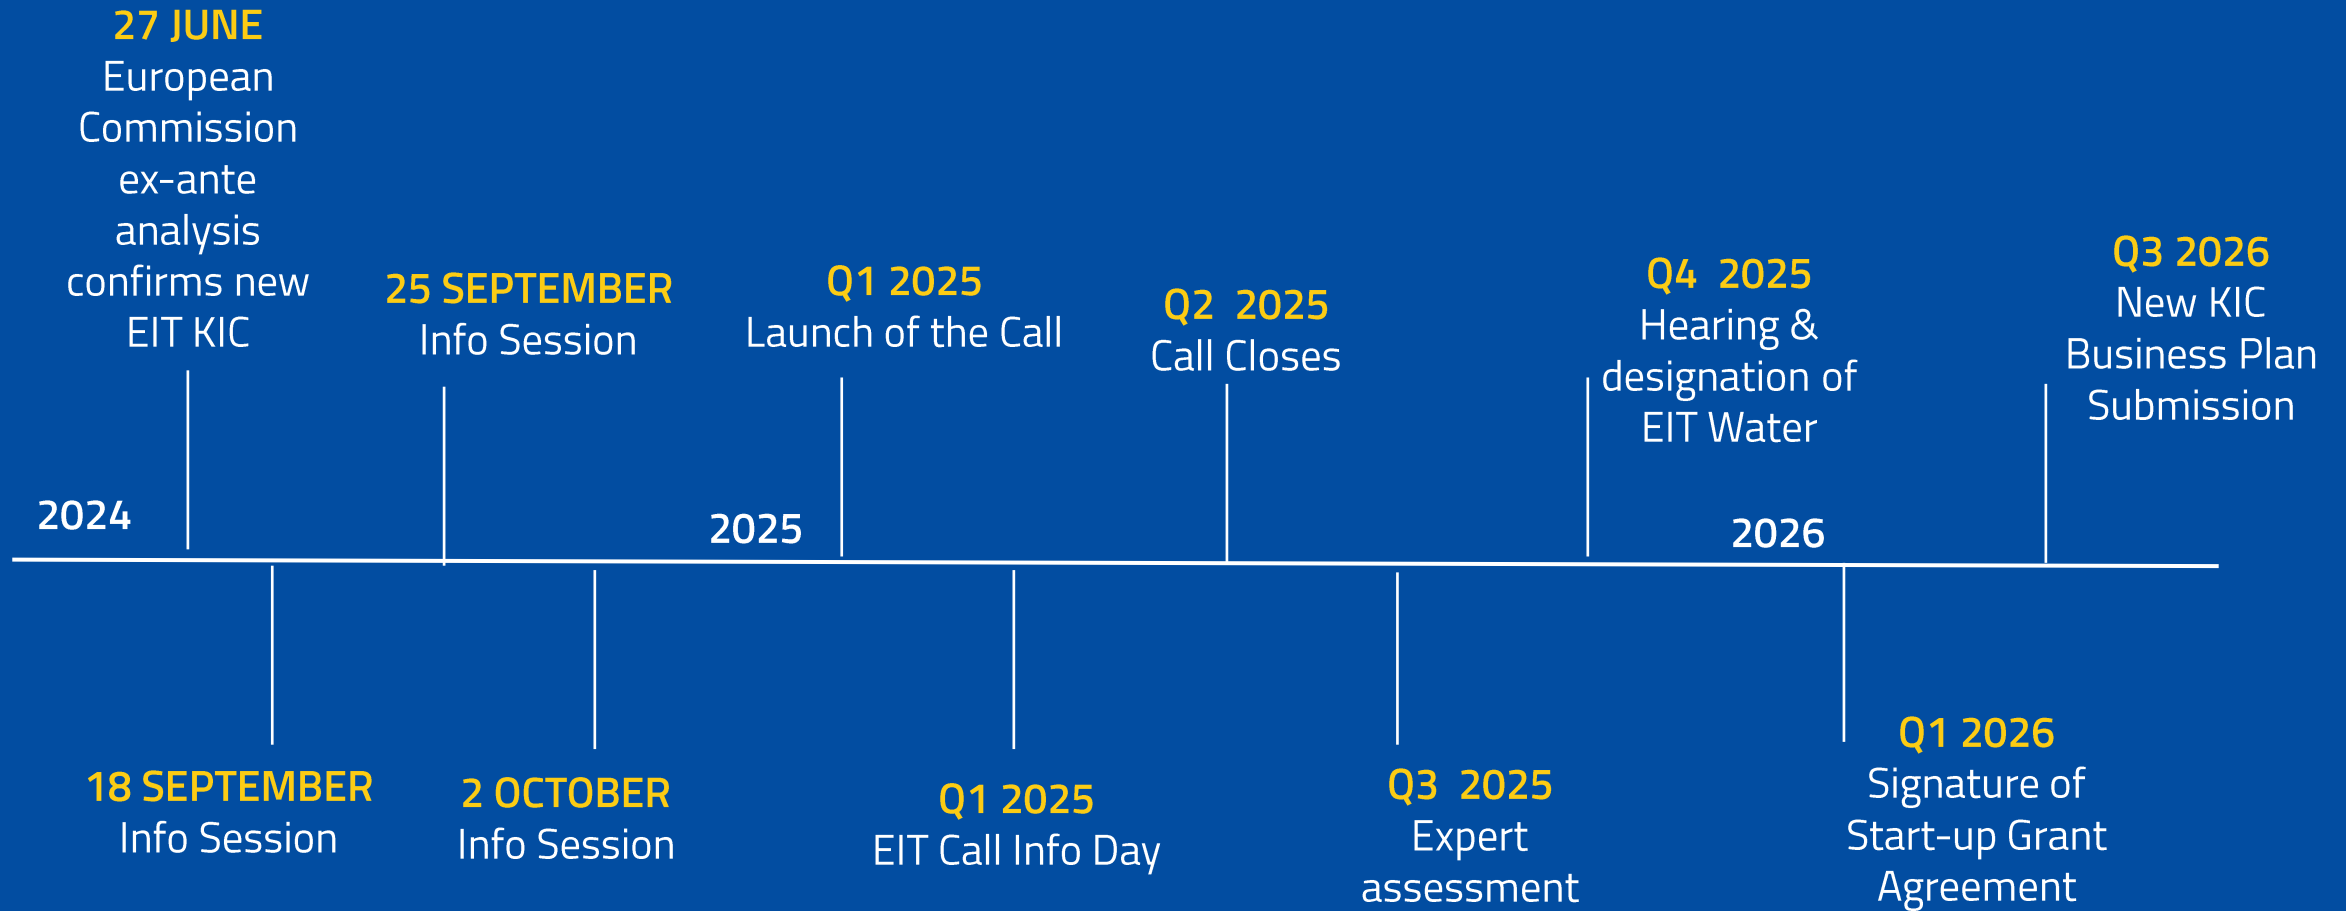 27 JUNE
European
Commission
ex-ante
analysis
confirms new
EIT KIC
25 SEPTEMBER
Info Session
Q1 2025
Launch of the Call
Q2 2025
Call Closes
Q4 2025
Hearing &
designation of
EIT Water
Q3 2026
New KIC
Business Plan
Submission
2024
2025
2026
18 SEPTEMBER
Info Session
2 OCTOBER
Info Session
Q1 2025
EIT Call Info Day
Q3 2025
Expert
assessment
Q1 2026
Signature of
Start-up Grant
Agreement